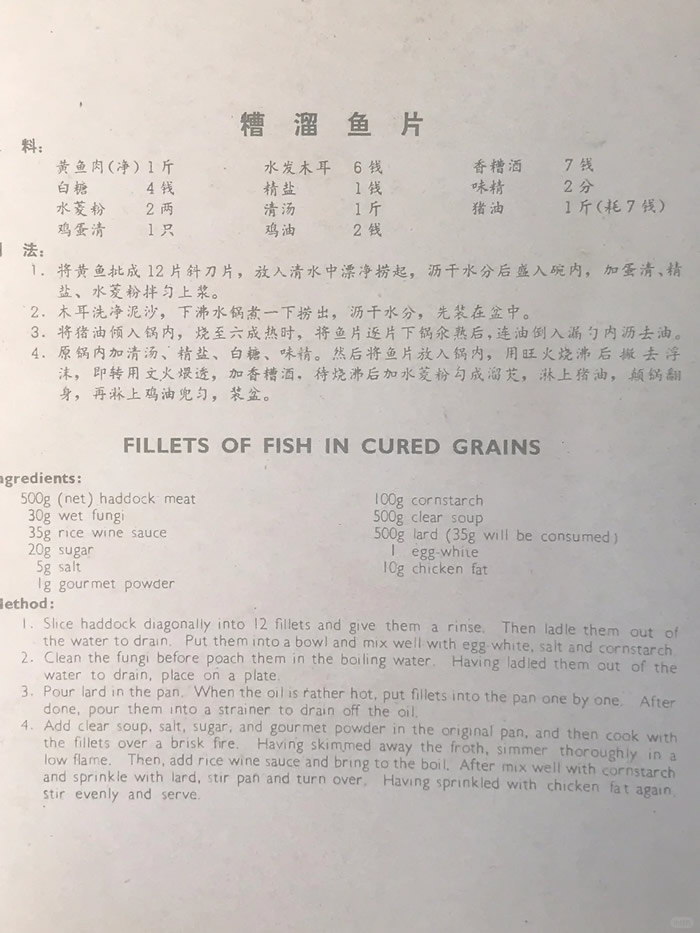 糟溜鱼片
料:
黄鱼肉(净) 1斤 水发木耳 6钱 香糟酒 7钱
白糖 4钱 精盐 1钱 味精 2分
水菱粉 2两 清汤 1斤 猪油 1斤(耗7钱)
鸡蛋清 1只 鸡油 2钱
法:
1. 将黄鱼批成12片斜刀片,放入清水中漂净捞起,沥干水分后盛入碗内,加蛋清、精
盐、水菱粉拌匀上浆。
2. 木耳洗净泥沙,下沸水锅煮一下捞出,沥干水分,先装在盆中。
3. 将猪油倾入锅内,烧至六成热时,将鱼片逐片下锅氽熟后,连油倒入漏勺内沥去油。
4. 原锅内加清汤、精盐、白糖、味精。然后将鱼片放入锅内,用旺火烧沸后撇去浮
沫,即转用文火煨透,加香糟酒,待烧沸后加水菱粉勾成溜芡,淋上猪油,颠锅翻
身,再淋上鸡油兜匀,装盆。
FILLETS OF FISH IN CURED GRAINS
ngredients:
500g (net) haddock meat 100g cornstarch
30g wet fungi 500g clear soup
35g rice wine sauce 500g lard (35g will be consumed)
20g sugar 1 egg-white
5g salt 10g chicken fat
1g gourmet powder
Method:
1. Slice haddock diagonally into 12 fillets and give them a rinse. Then ladle them out of
the water to drain. Put them into a bowl and mix well with egg-white, salt and cornstarch.
2. Clean the fungi before poach them in the boiling water. Having ladled them out of the
water to drain, place on a plate.
3. Pour lard in the pan. When the oil is rather hot, put fillets into the pan one by one. After
done, pour them into a strainer to drain off the oil.
4. Add clear soup, salt, sugar, and gourmet powder in the original pan, and then cook with
the fillets over a brisk fire. Having skimmed away the froth, simmer thoroughly in a
low flame. Then, add rice wine sauce and bring to the boil. After mix well with cornstarch
and sprinkle with lard, stir pan and turn over. Having sprinkled with chicken fat again,
stir evenly and serve.